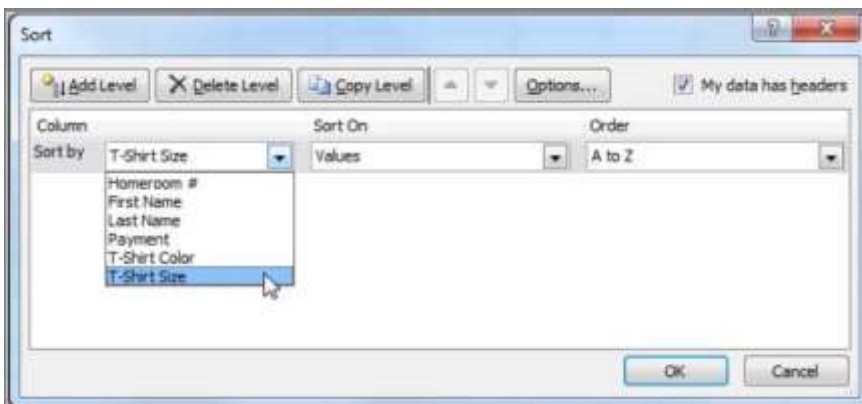 Sort
Add Level Delete Level Copy Level Options... My data has headers
Column Sort On Order
Sort by T-Shirt Size Values A to Z
Homeroom #
First Name
Last Name
Payment
T-Shirt Color
T-Shirt Size
OK Cancel